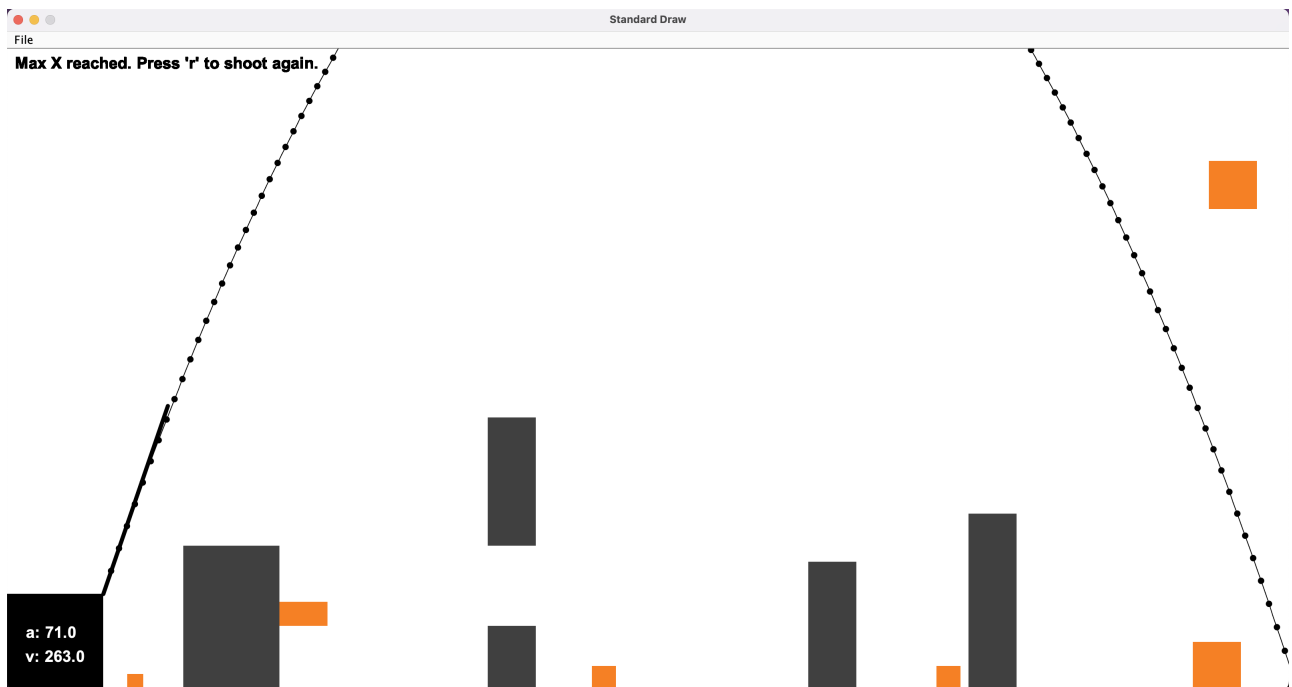 Standard Draw
File
Max X reached. Press 'r' to shoot again.
a: 71.0
v: 263.0